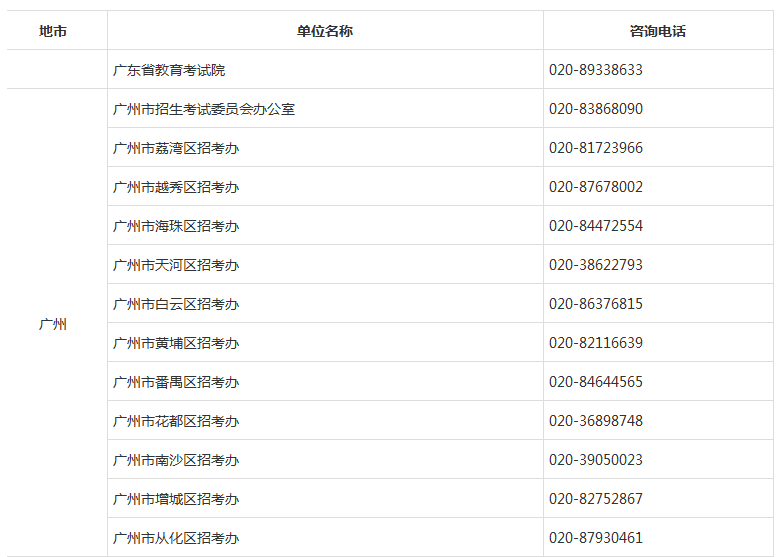 地市 单位名称 咨询电话
广东省教育考试院 020-89338633
广州市招生考试委员会办公室 020-83868090
广州市荔湾区招考办 020-81723966
广州市越秀区招考办 020-87678002
广州市海珠区招考办 020-84472554
广州市天河区招考办 020-38622793
广州市白云区招考办 020-86376815
广州
广州市黄埔区招考办 020-82116639
广州市番禺区招考办 020-84644565
广州市花都区招考办 020-36898748
广州市南沙区招考办 020-39050023
广州市增城区招考办 020-82752867
广州市从化区招考办 020-87930461